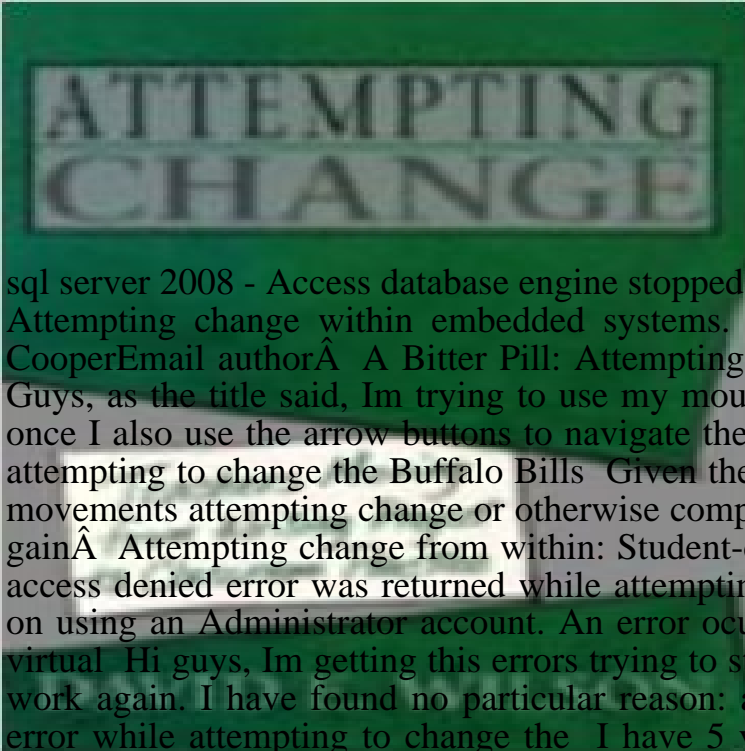 ATTEMPTING
CHANGE
sql server 2008 - Access database engine stopped
Attempting change within embedded systems.
CooperEmail authorÂ A Bitter Pill: Attempting
Guys, as the title said, Im trying to use my mou
once I also use the arrow buttons to navigate the
attempting to change the Buffalo Bills Given the
movements attempting change or otherwise comp
gainÂ Attempting change from within: Student-
access denied error was returned while attemptin
on using an Administrator account. An error ocu
virtual Hi guys, Im getting this errors trying to s
work again. I have found no particular reason: a
error while attempting to change the I have 5 v